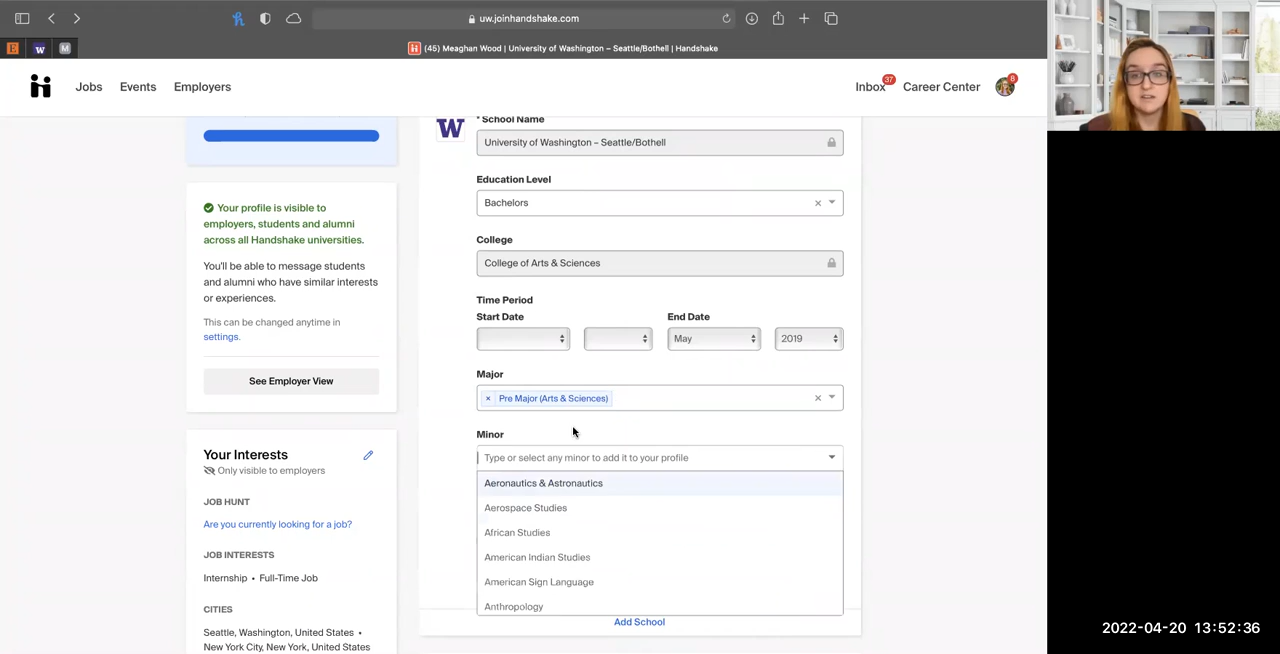 uw.joinhandshake.com
E
W
M
(45) Meaghan Wood | University of Washington – Seattle/Bothell | Handshake
Jobs
Events
Employers
Inbox
37
Career Center
8
Your profile is visible to
employers, students and alumni
across all Handshake universities.
You'll be able to message students
and alumni who have similar interests
or experiences.
This can be changed anytime in
settings.
See Employer View
Your Interests
Only visible to employers
JOB HUNT
Are you currently looking for a job?
JOB INTERESTS
Internship • Full-Time Job
CITIES
Seattle, Washington, United States •
New York City, New York, United States
W
* School Name
University of Washington – Seattle/Bothell
Education Level
Bachelors
College
College of Arts & Sciences
Time Period
Start Date
End Date
May
2019
Major
× Pre Major (Arts & Sciences)
Minor
Type or select any minor to add it to your profile
Aeronautics & Astronautics
Aerospace Studies
African Studies
American Indian Studies
American Sign Language
Anthropology
Add School
2022-04-20 13:52:36